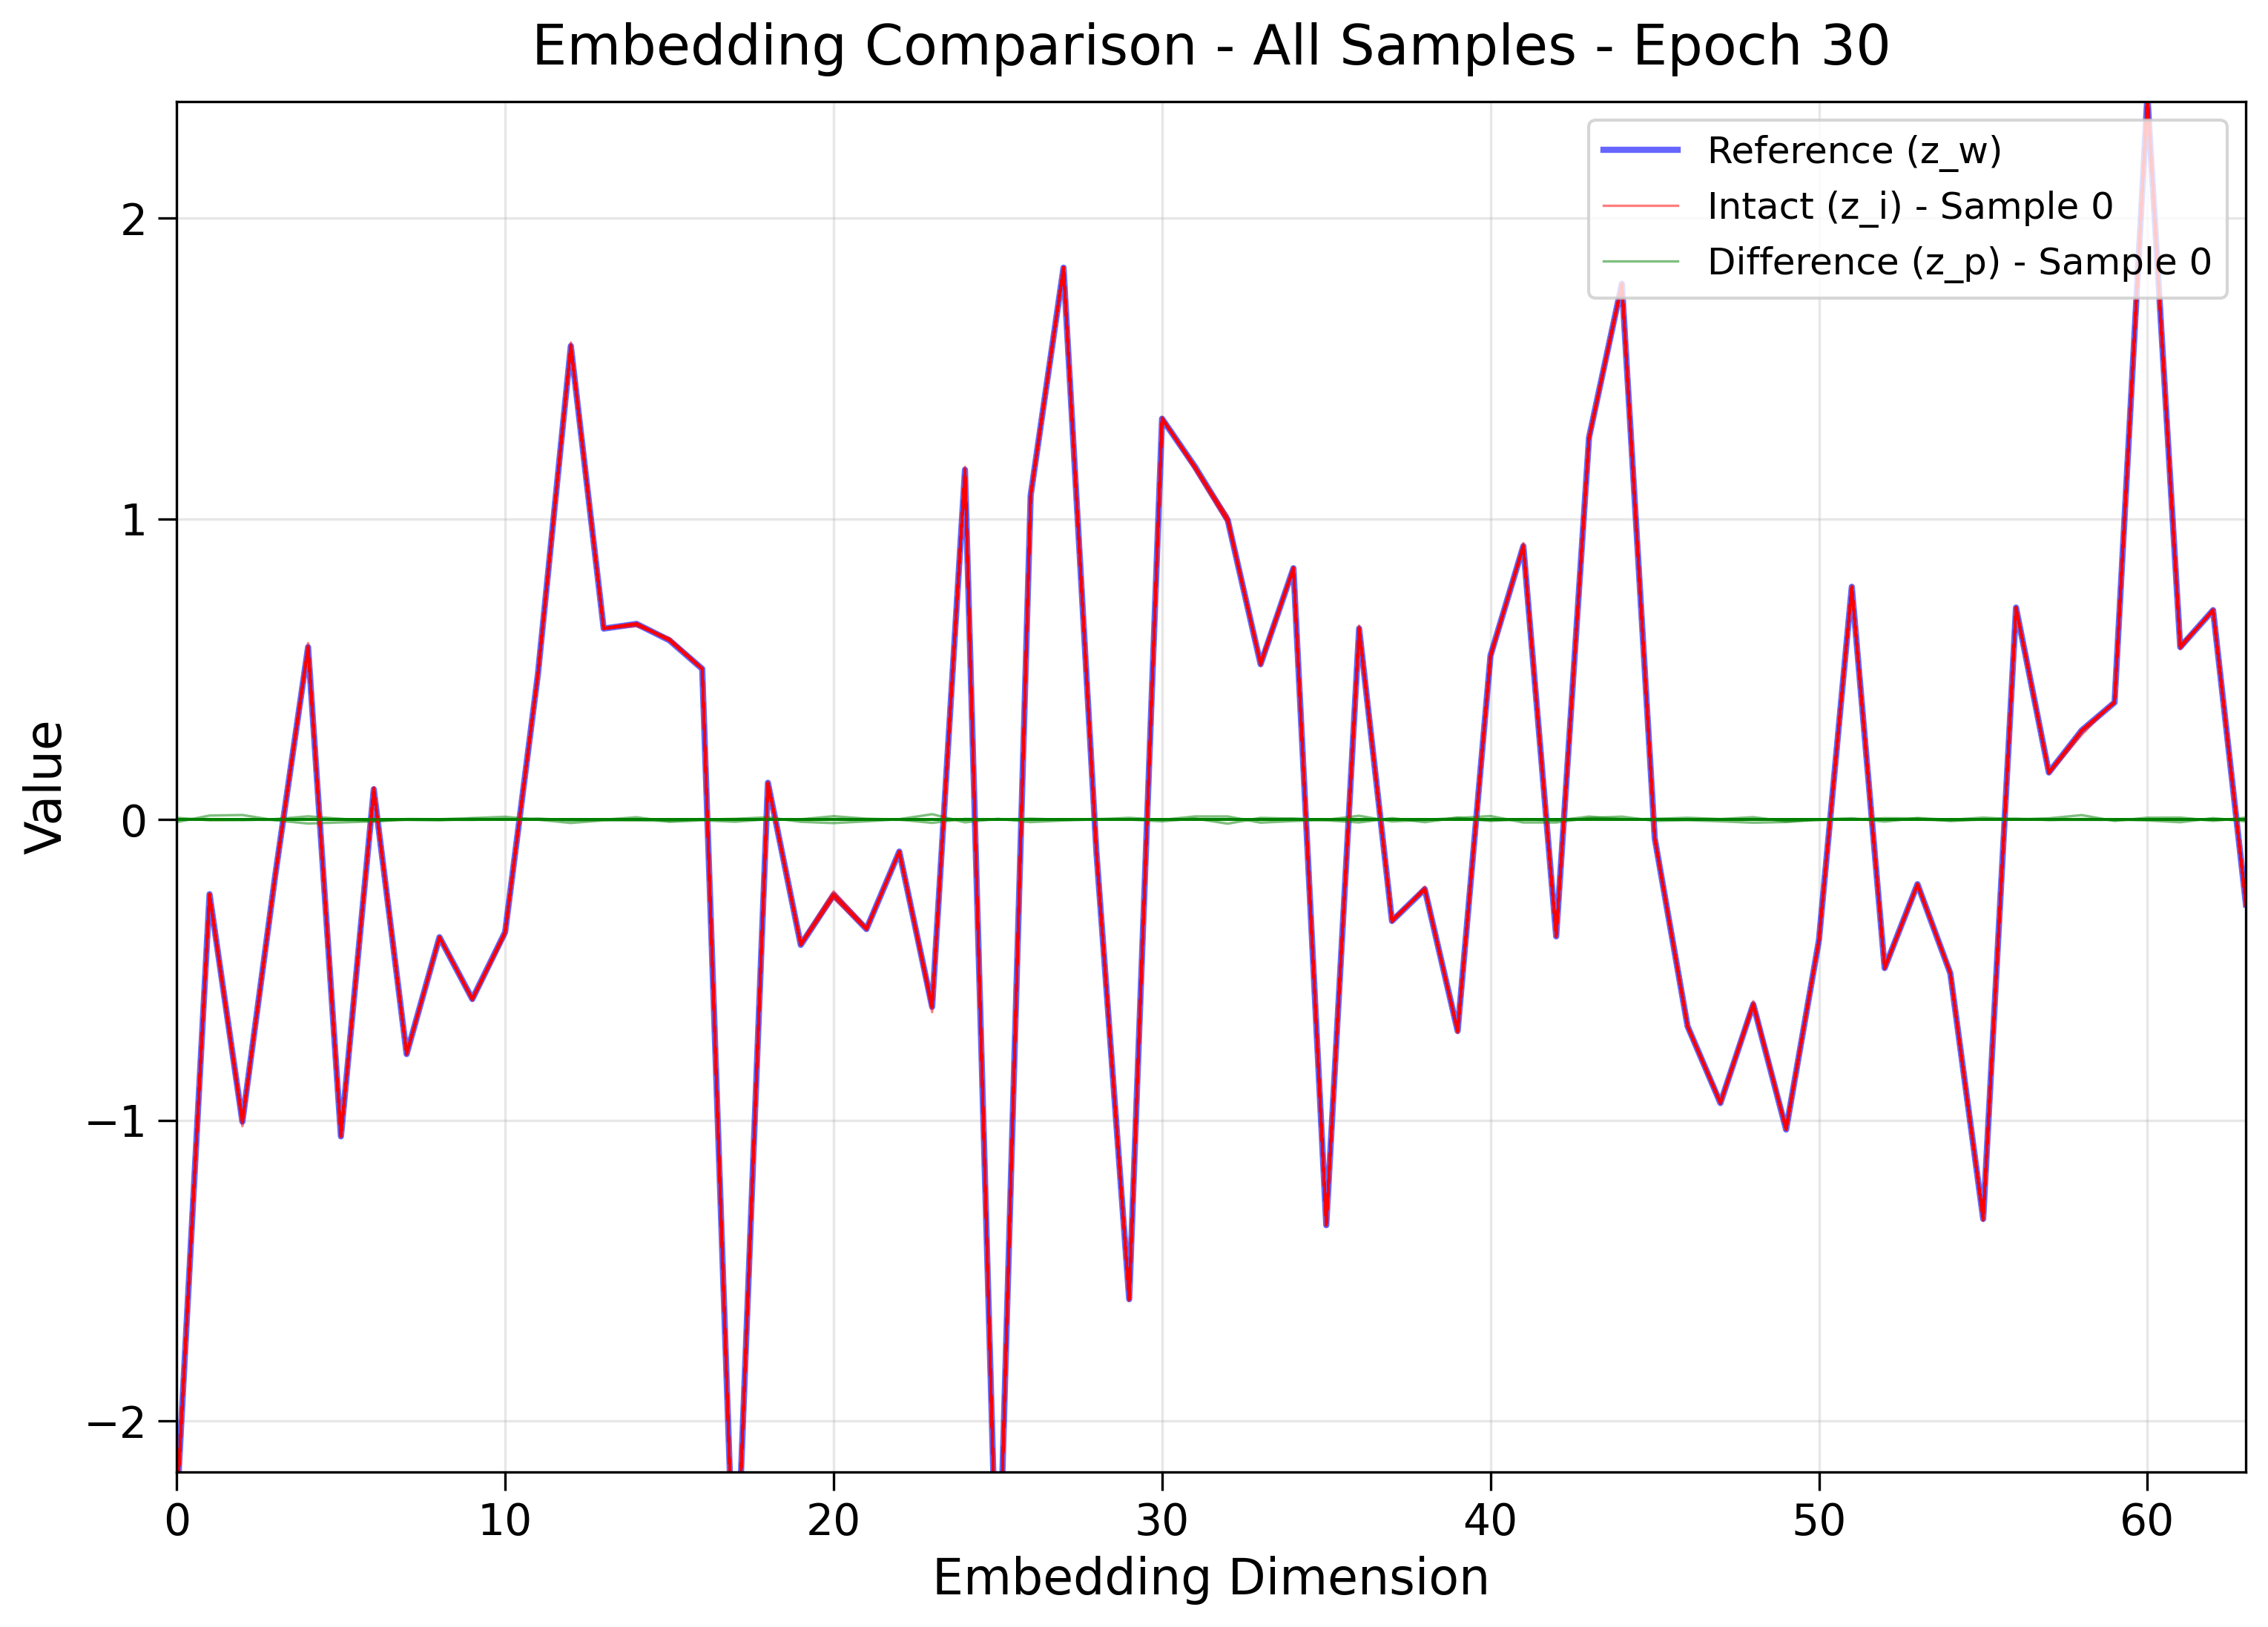 Embedding Comparison - All Samples - Epoch 30
Reference (z_w)
Intact (z_i) - Sample 0
Difference (z_p) - Sample 0
Value
2
1
0
−1
−2
0 10 20 30 40 50 60
Embedding Dimension